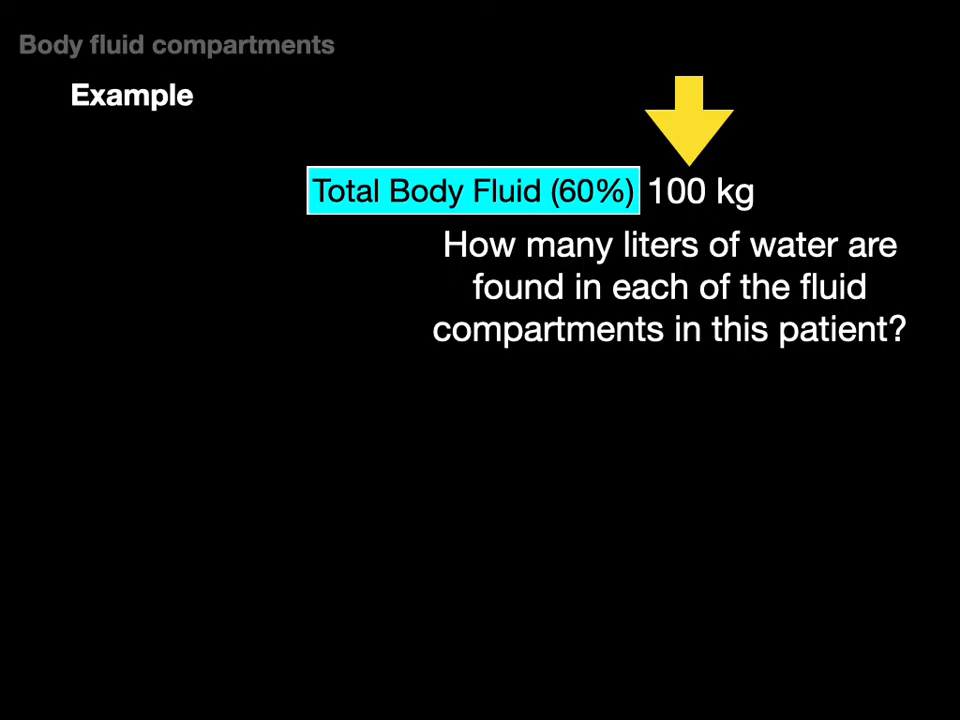 Body fluid compartments
Example
Total Body Fluid (60%) 100 kg
How many liters of water are
found in each of the fluid
compartments in this patient?